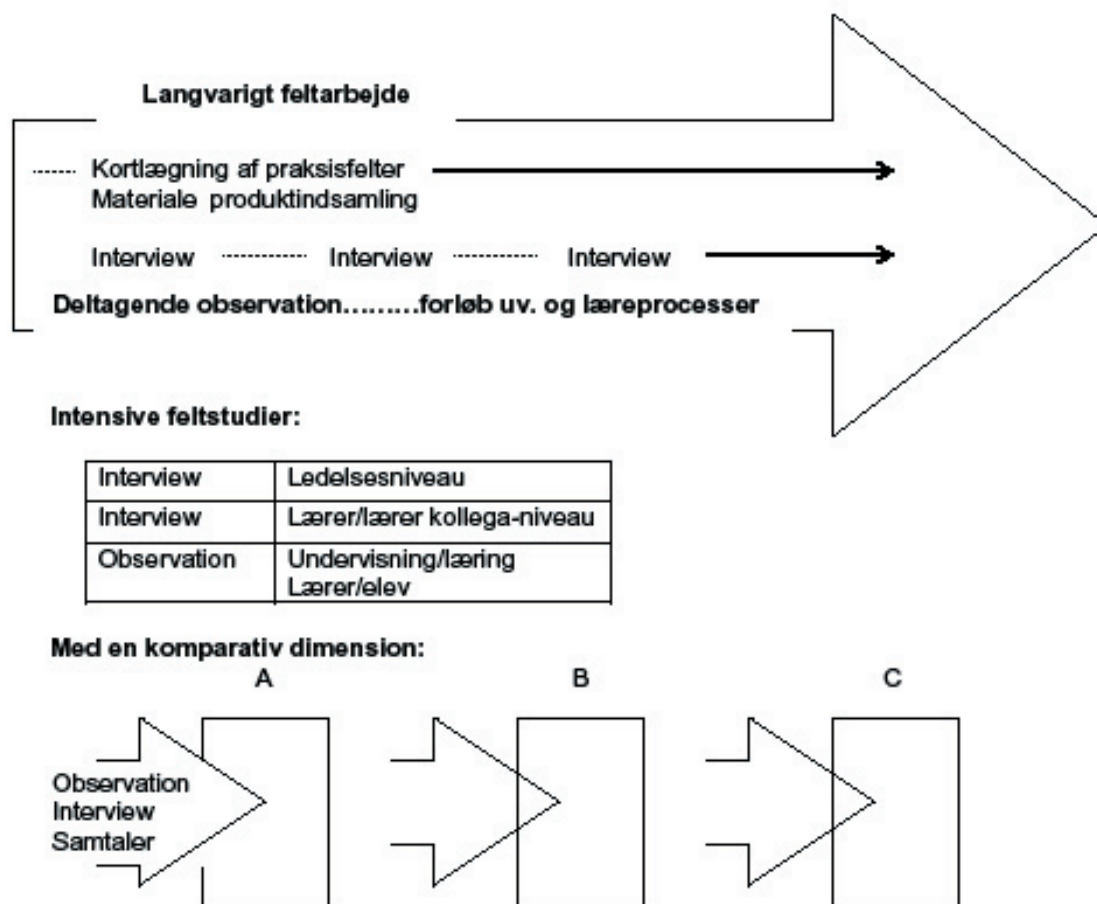 Langvarigt feltarbejde
Kortlægning af praksisfelter
Materiale produktindsamling
Interview Interview Interview
Deltagende observation.........forløb uv. og læreprocesser
Intensive feltstudier:
Interview Ledelsesniveau
Interview Lærer/lærer kollega-niveau
Observation Undervisning/læring
Lærer/elev
Med en komparativ dimension:
A B C
Observation
Interview
Samtaler